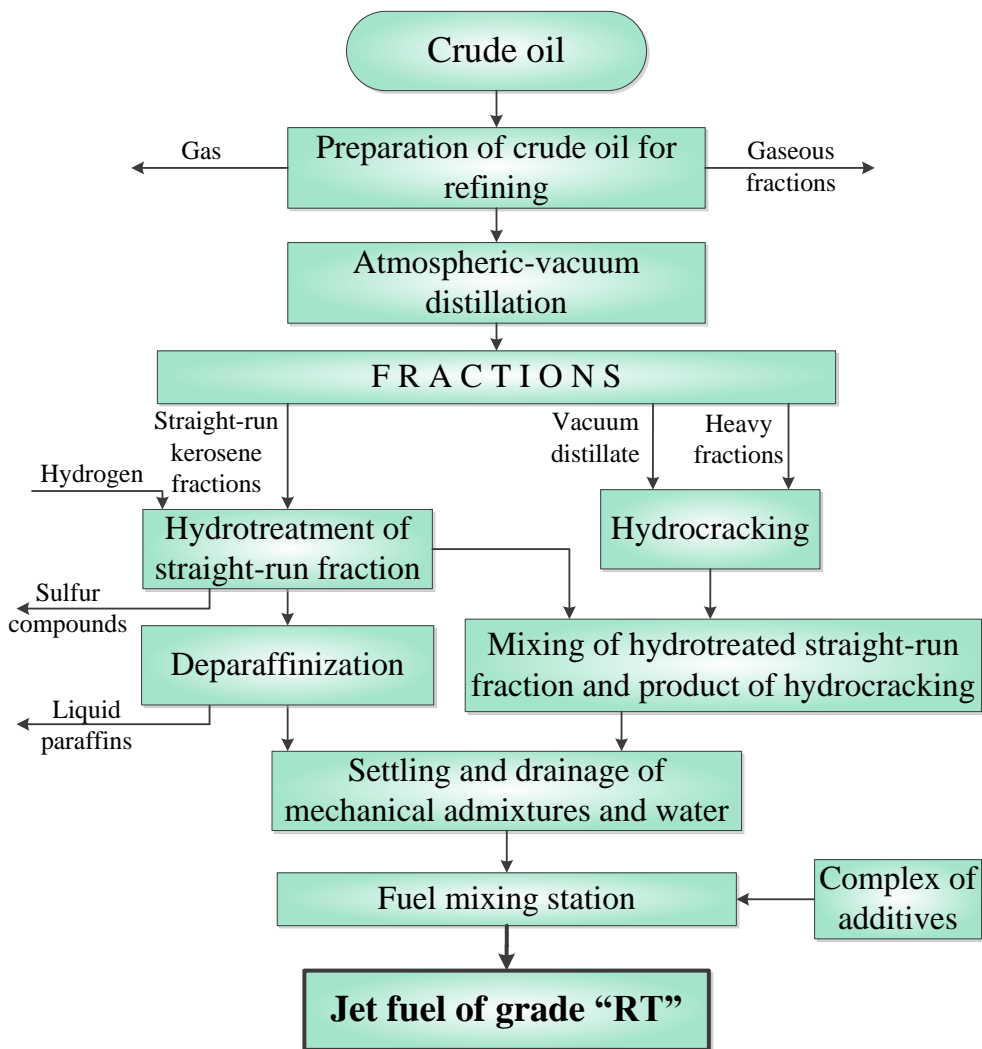 Crude oil
Gas
Preparation of crude oil for
refining
Gaseous
fractions
Atmospheric-vacuum
distillation
F R A C T I O N S
Straight-run
kerosene
fractions
Vacuum
distillate
Heavy
fractions
Hydrogen
Hydrotreatment of
straight-run fraction
Hydrocracking
Sulfur
compounds
Deparaffinization
Mixing of hydrotreated straight-run
fraction and product of hydrocracking
Liquid
paraffins
Settling and drainage of
mechanical admixtures and water
Fuel mixing station
Complex of
additives
Jet fuel of grade “RT”